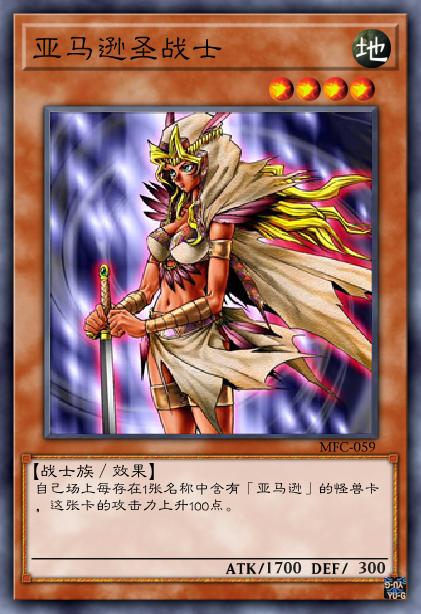 亚马逊圣战士
地
MFC-059
【战士族／效果】
自己场上每存在1张名称中含有「亚马逊」的怪兽卡
，这张卡的攻击力上升100点。
ATK/1700 DEF/ 300